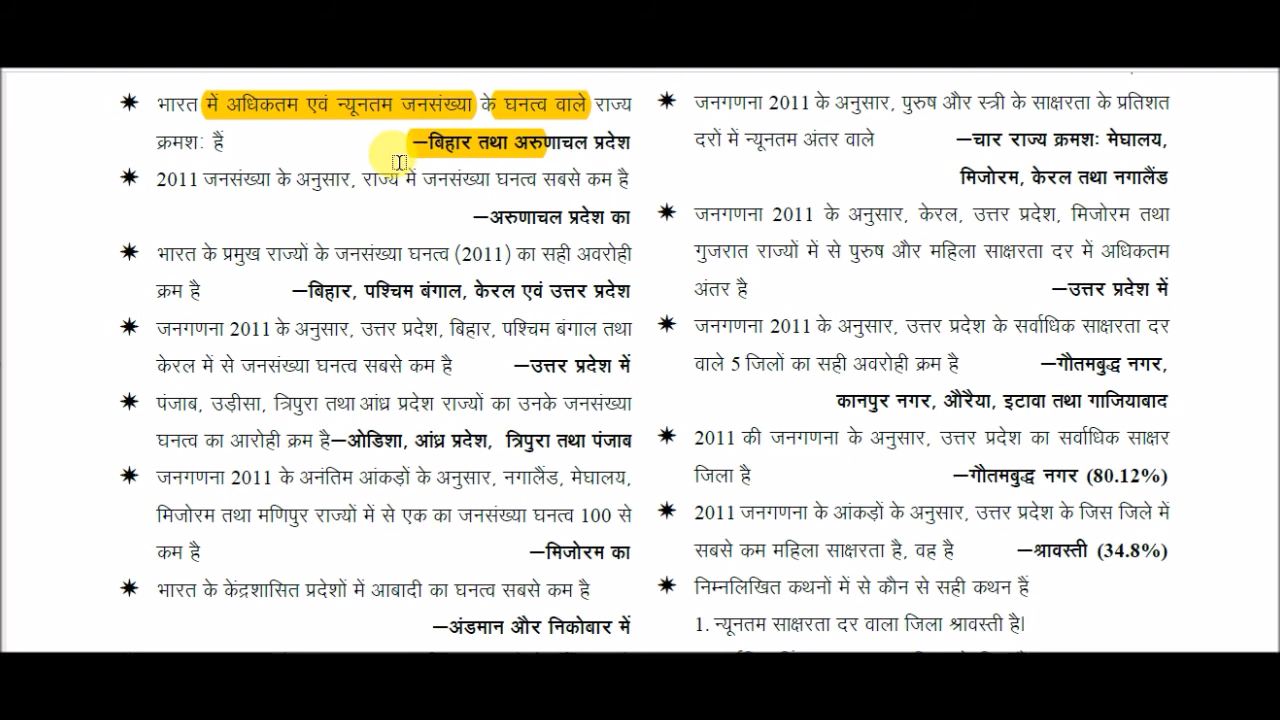 ✷ भारत में अधिकतम एवं न्यूनतम जनसंख्या के घनत्व वाले राज्य
क्रमशः हैं —बिहार तथा अरुणाचल प्रदेश
✷ 2011 जनसंख्या के अनुसार, राज्य में जनसंख्या घनत्व सबसे कम है
—अरुणाचल प्रदेश का
✷ भारत के प्रमुख राज्यों के जनसंख्या घनत्व (2011) का सही अवरोही
क्रम है —बिहार, पश्चिम बंगाल, केरल एवं उत्तर प्रदेश
✷ जनगणना 2011 के अनुसार, उत्तर प्रदेश, बिहार, पश्चिम बंगाल तथा
केरल में से जनसंख्या घनत्व सबसे कम है —उत्तर प्रदेश में
✷ पंजाब, उड़ीसा, त्रिपुरा तथा आंध्र प्रदेश राज्यों का उनके जनसंख्या
घनत्व का आरोही क्रम है—ओडिशा, आंध्र प्रदेश, त्रिपुरा तथा पंजाब
✷ जनगणना 2011 के अनंतिम आंकड़ों के अनुसार, नगालैंड, मेघालय,
मिजोरम तथा मणिपुर राज्यों में से एक का जनसंख्या घनत्व 100 से
कम है —मिजोरम का
✷ भारत के केंद्रशासित प्रदेशों में आबादी का घनत्व सबसे कम है
—अंडमान और निकोबार में
✷ जनगणना 2011 के अनुसार, पुरुष और स्त्री के साक्षरता के प्रतिशत
दरों में न्यूनतम अंतर वाले —चार राज्य क्रमशः मेघालय,
मिजोरम, केरल तथा नगालैंड
✷ जनगणना 2011 के अनुसार, केरल, उत्तर प्रदेश, मिजोरम तथा
गुजरात राज्यों में से पुरुष और महिला साक्षरता दर में अधिकतम
अंतर है —उत्तर प्रदेश में
✷ जनगणना 2011 के अनुसार, उत्तर प्रदेश के सर्वाधिक साक्षरता दर
वाले 5 जिलों का सही अवरोही क्रम है —गौतमबुद्ध नगर,
कानपुर नगर, औरैया, इटावा तथा गाजियाबाद
✷ 2011 की जनगणना के अनुसार, उत्तर प्रदेश का सर्वाधिक साक्षर
जिला है —गौतमबुद्ध नगर (80.12%)
✷ 2011 जनगणना के आंकड़ों के अनुसार, उत्तर प्रदेश के जिस जिले में
सबसे कम महिला साक्षरता है, वह है —श्रावस्ती (34.8%)
✷ निम्नलिखित कथनों में से कौन से सही कथन हैं
1. न्यूनतम साक्षरता दर वाला जिला श्रावस्ती है।